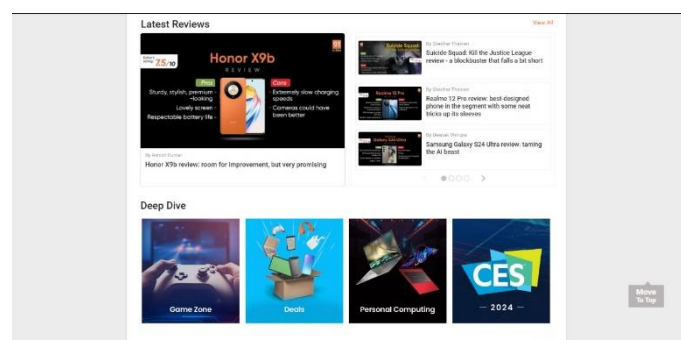 Latest Reviews
View All
7.5/10
Honor X9b
REVIEW
Pros
Sturdy, stylish, premium -
-looking
Lovely screen -
Respectable battery life -
Cons
- Extremely slow charging
speeds
- Cameras could have
been better
Honor X9b review: room for improvement, but very promising
Suicide Squad: Kill the Justice League
review - a blockbuster that falls a bit short
Realme 12 Pro
Realme 12 Pro review: best-designed
phone in the segment with some neat
tricks up its sleeves
Galaxy S24 Ultra
Samsung Galaxy S24 Ultra review: taming
the AI beast
Deep Dive
Game Zone
Deals
Personal Computing
CES
— 2024 —
Move
To Top